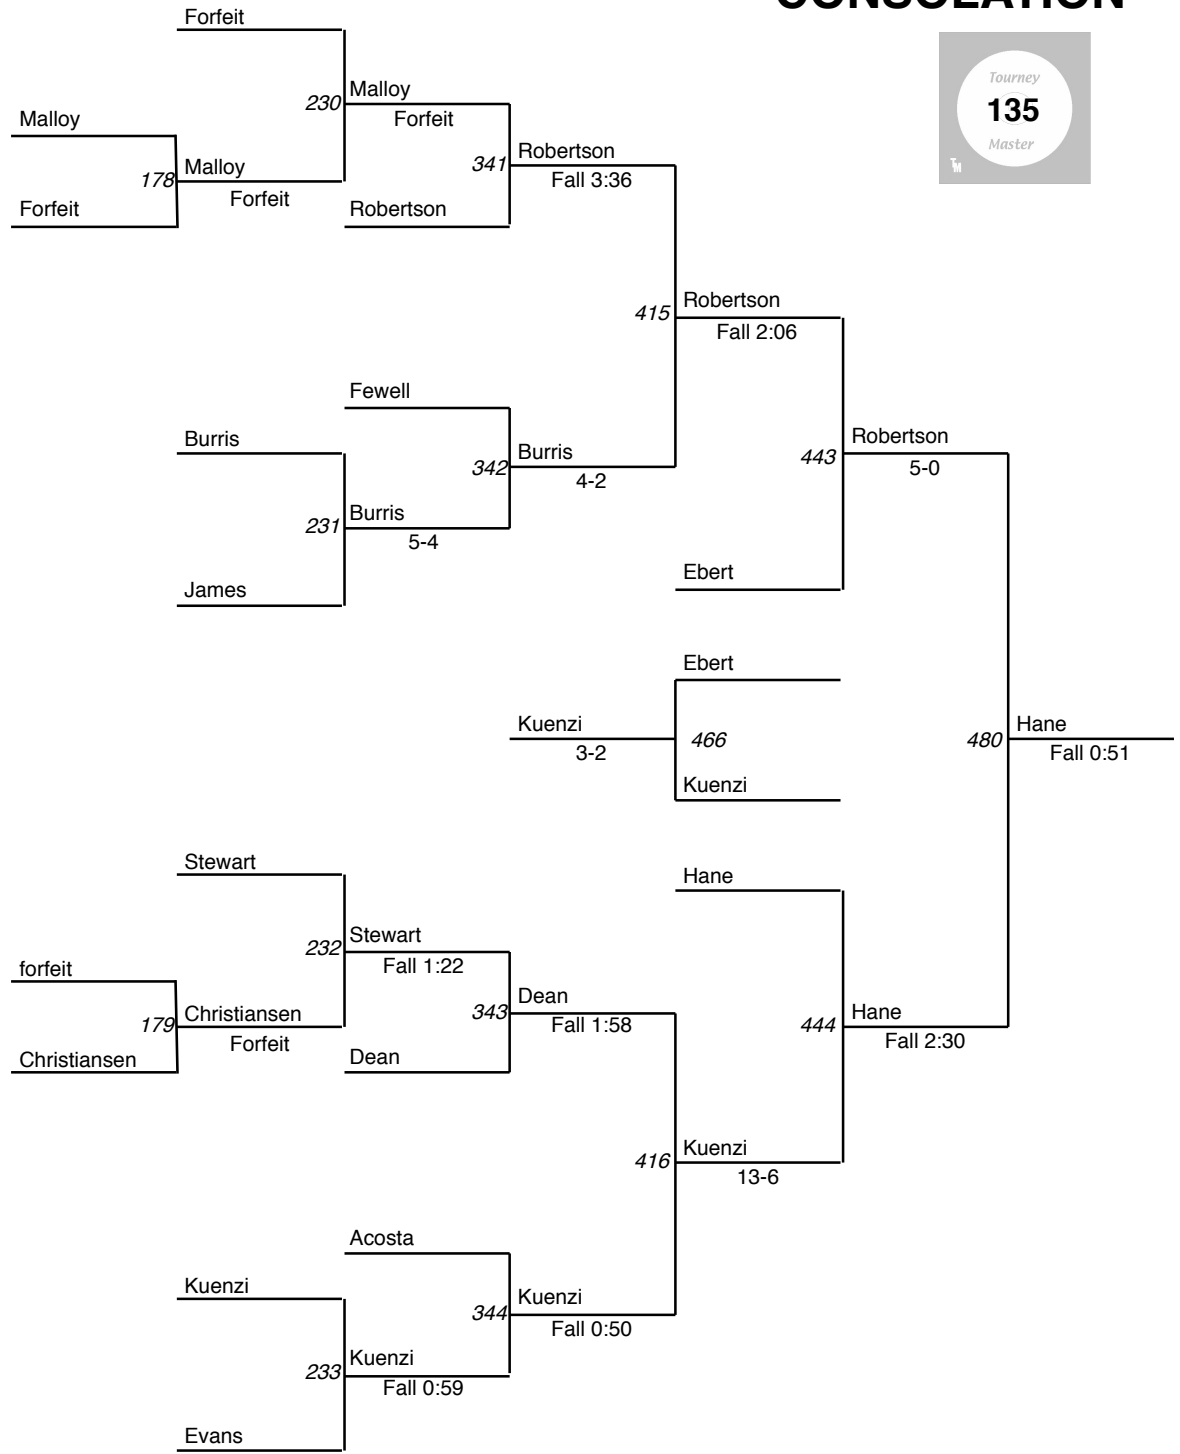 CONSOLATION
Forfeit
Tourney
135
Master
TM
230
Malloy
Forfeit
Malloy
178
Malloy
Forfeit
Forfeit
341
Robertson
Fall 3:36
Robertson
415
Robertson
Fall 2:06
Fewell
Burris
342
Burris
4-2
231
Burris
5-4
James
443
Robertson
5-0
Ebert
Ebert
Kuenzi
3-2
466
Kuenzi
480
Hane
Fall 0:51
Stewart
Hane
232
Stewart
Fall 1:22
forfeit
179
Christiansen
Forfeit
Christiansen
343
Dean
Fall 1:58
Dean
444
Hane
Fall 2:30
416
Kuenzi
13-6
Acosta
Kuenzi
344
Kuenzi
Fall 0:50
233
Kuenzi
Fall 0:59
Evans